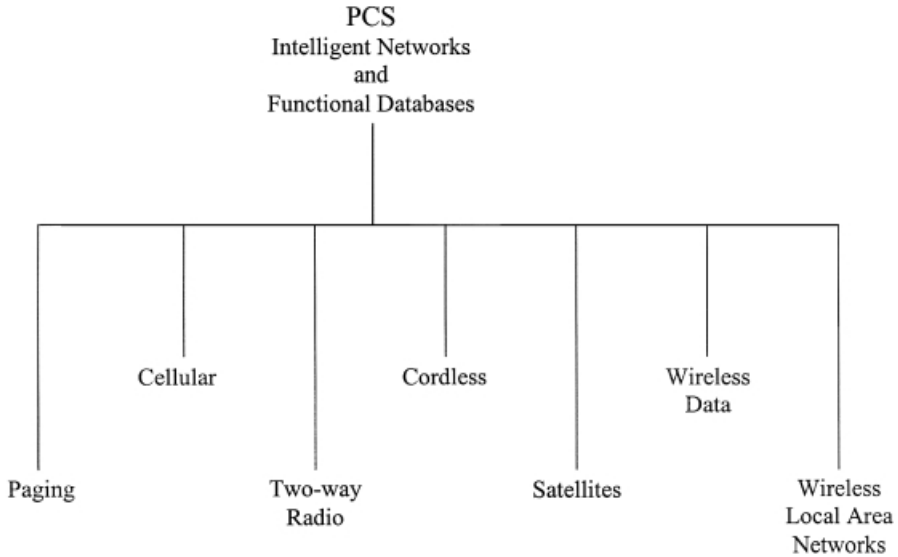 PCS
Intelligent Networks
and
Functional Databases
Cellular
Cordless
Wireless
Data
Paging
Two-way
Radio
Satellites
Wireless
Local Area
Networks